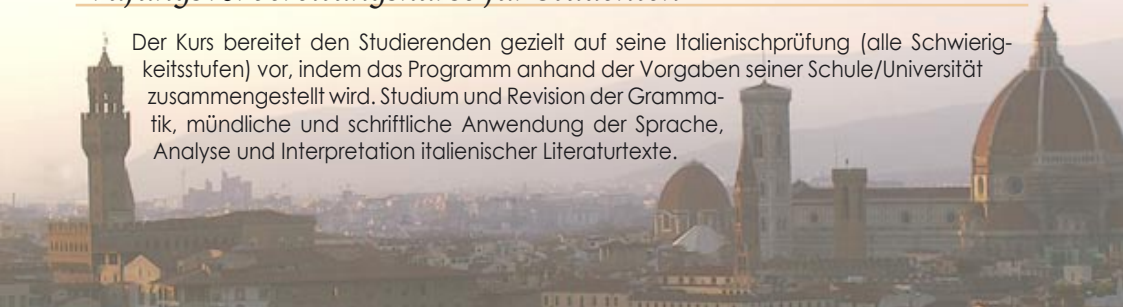 Der Kurs bereitet den Studierenden gezielt auf seine Italienischprüfung (alle Schwierig-
keitsstufen) vor, indem das Programm anhand der Vorgaben seiner Schule/Universität
zusammengestellt wird. Studium und Revision der Gramma-
tik, mündliche und schriftliche Anwendung der Sprache,
Analyse und Interpretation italienischer Literaturtexte.